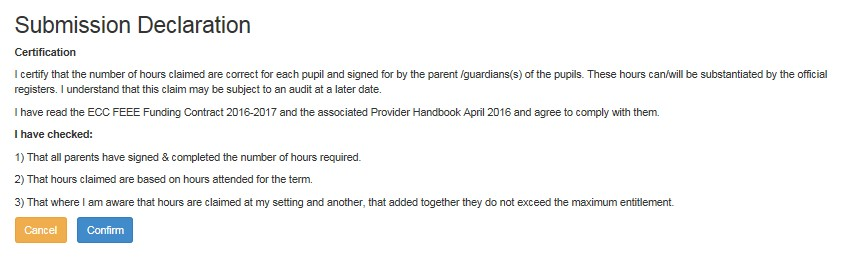 Submission Declaration
Certification
I certify that the number of hours claimed are correct for each pupil and signed for by the parent /guardians(s) of the pupils. These hours can/will be substantiated by the official
registers. I understand that this claim may be subject to an audit at a later date.
I have read the ECC FEEE Funding Contract 2016-2017 and the associated Provider Handbook April 2016 and agree to comply with them.
I have checked:
1) That all parents have signed & completed the number of hours required.
2) That hours claimed are based on hours attended for the term.
3) That where I am aware that hours are claimed at my setting and another, that added together they do not exceed the maximum entitlement.
Cancel Confirm